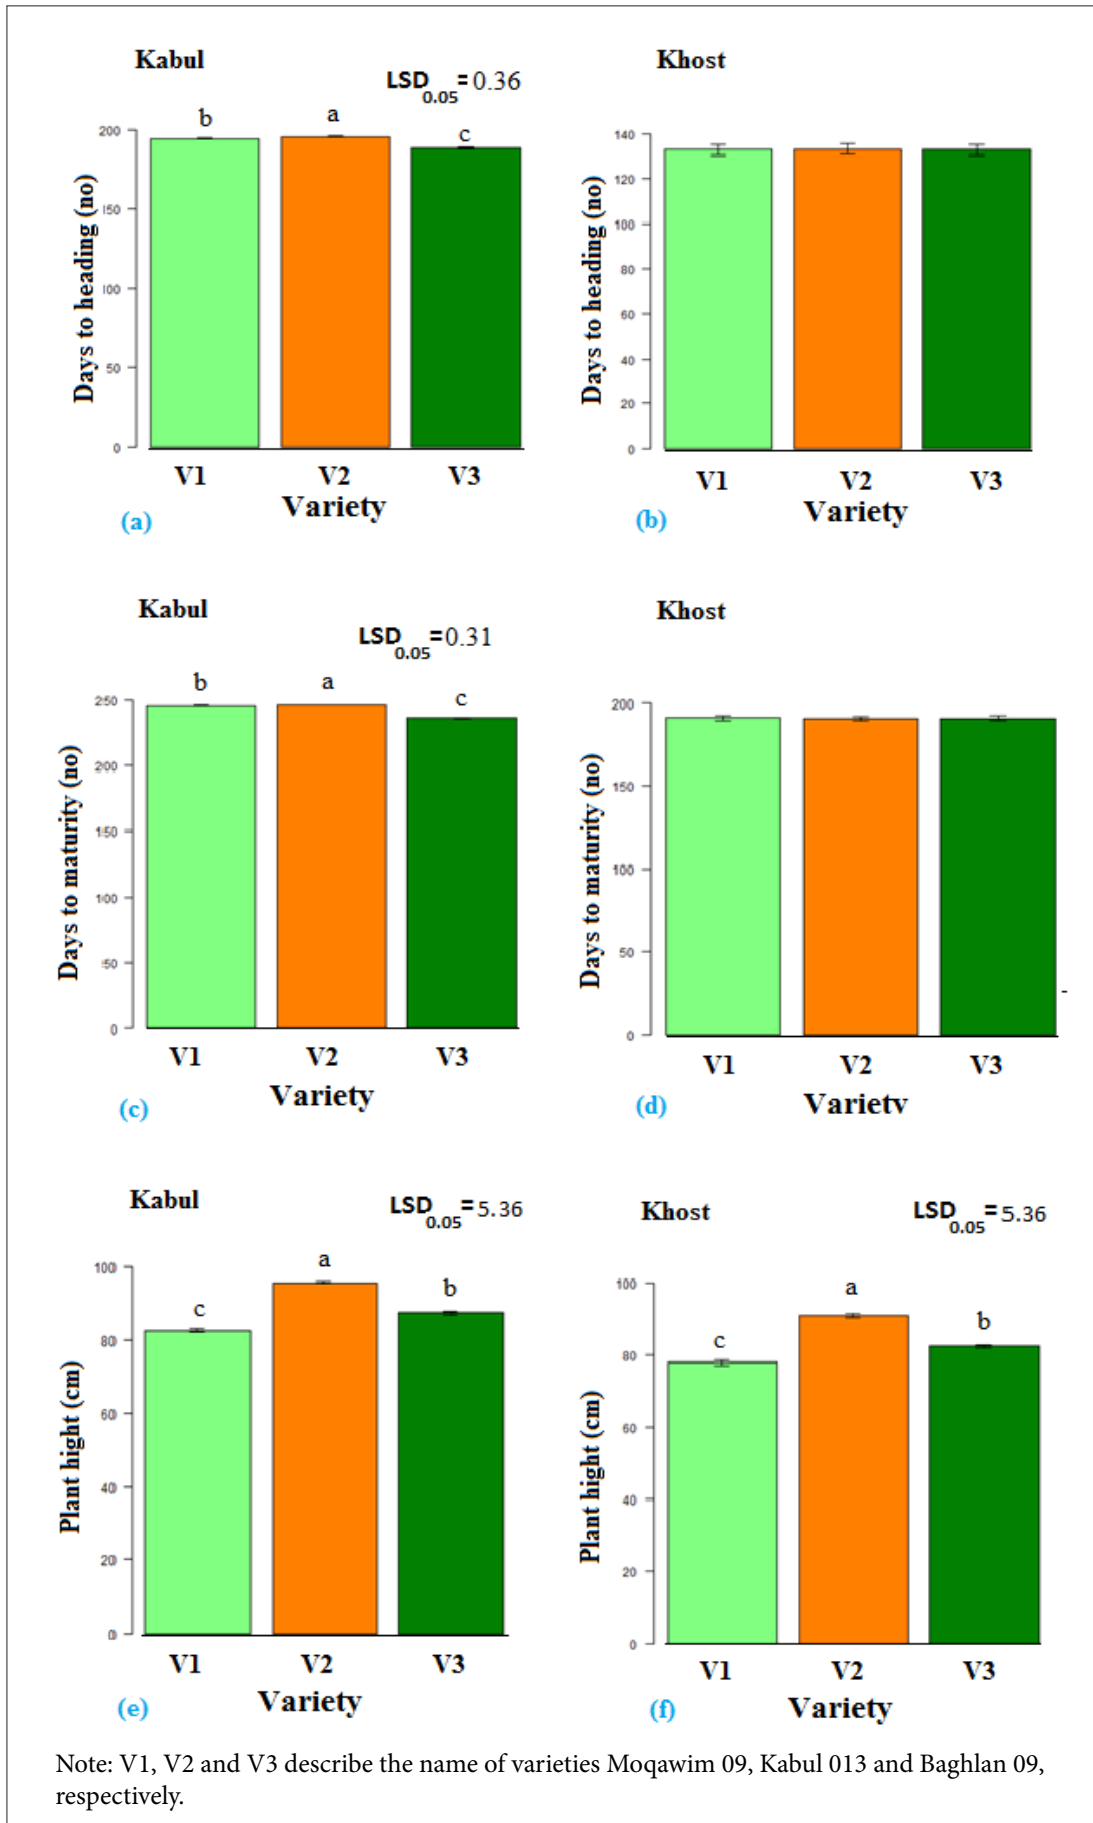 Kabul
LSD0.05=0.36
b a c
200
150
100
50
0
Days to heading (no)
V1 V2 V3
Variety
(a)
Khost
140
120
100
80
60
40
20
0
Days to heading (no)
V1 V2 V3
Variety
(b)
Kabul
LSD0.05=0.31
b a c
250
200
150
100
50
0
Days to maturity (no)
V1 V2 V3
Variety
(c)
Khost
200
150
100
50
0
Days to maturity (no)
-
V1 V2 V3
Variety
(d)
Kabul
LSD0.05=5.36
c a b
100
80
60
40
20
0
Plant hight (cm)
V1 V2 V3
Variety
(e)
Khost
LSD0.05=5.36
c a b
100
80
60
40
20
0
Plant hight (cm)
V1 V2 V3
Variety
(f)
Note: V1, V2 and V3 describe the name of varieties Moqawim 09, Kabul 013 and Baghlan 09,
respectively.